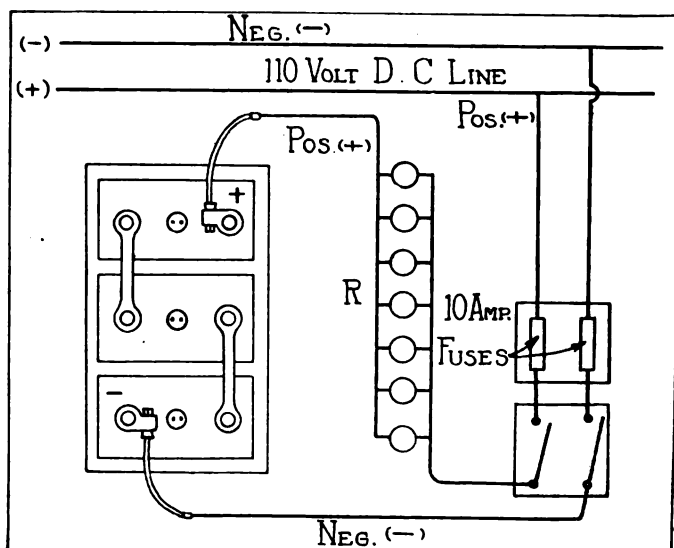 NEG. (-)
(-)
110 VOLT D.C LINE
(+)
POS. (+)
POS. (+)
+
R
10 AMP.
FUSES
-
NEG. (-)